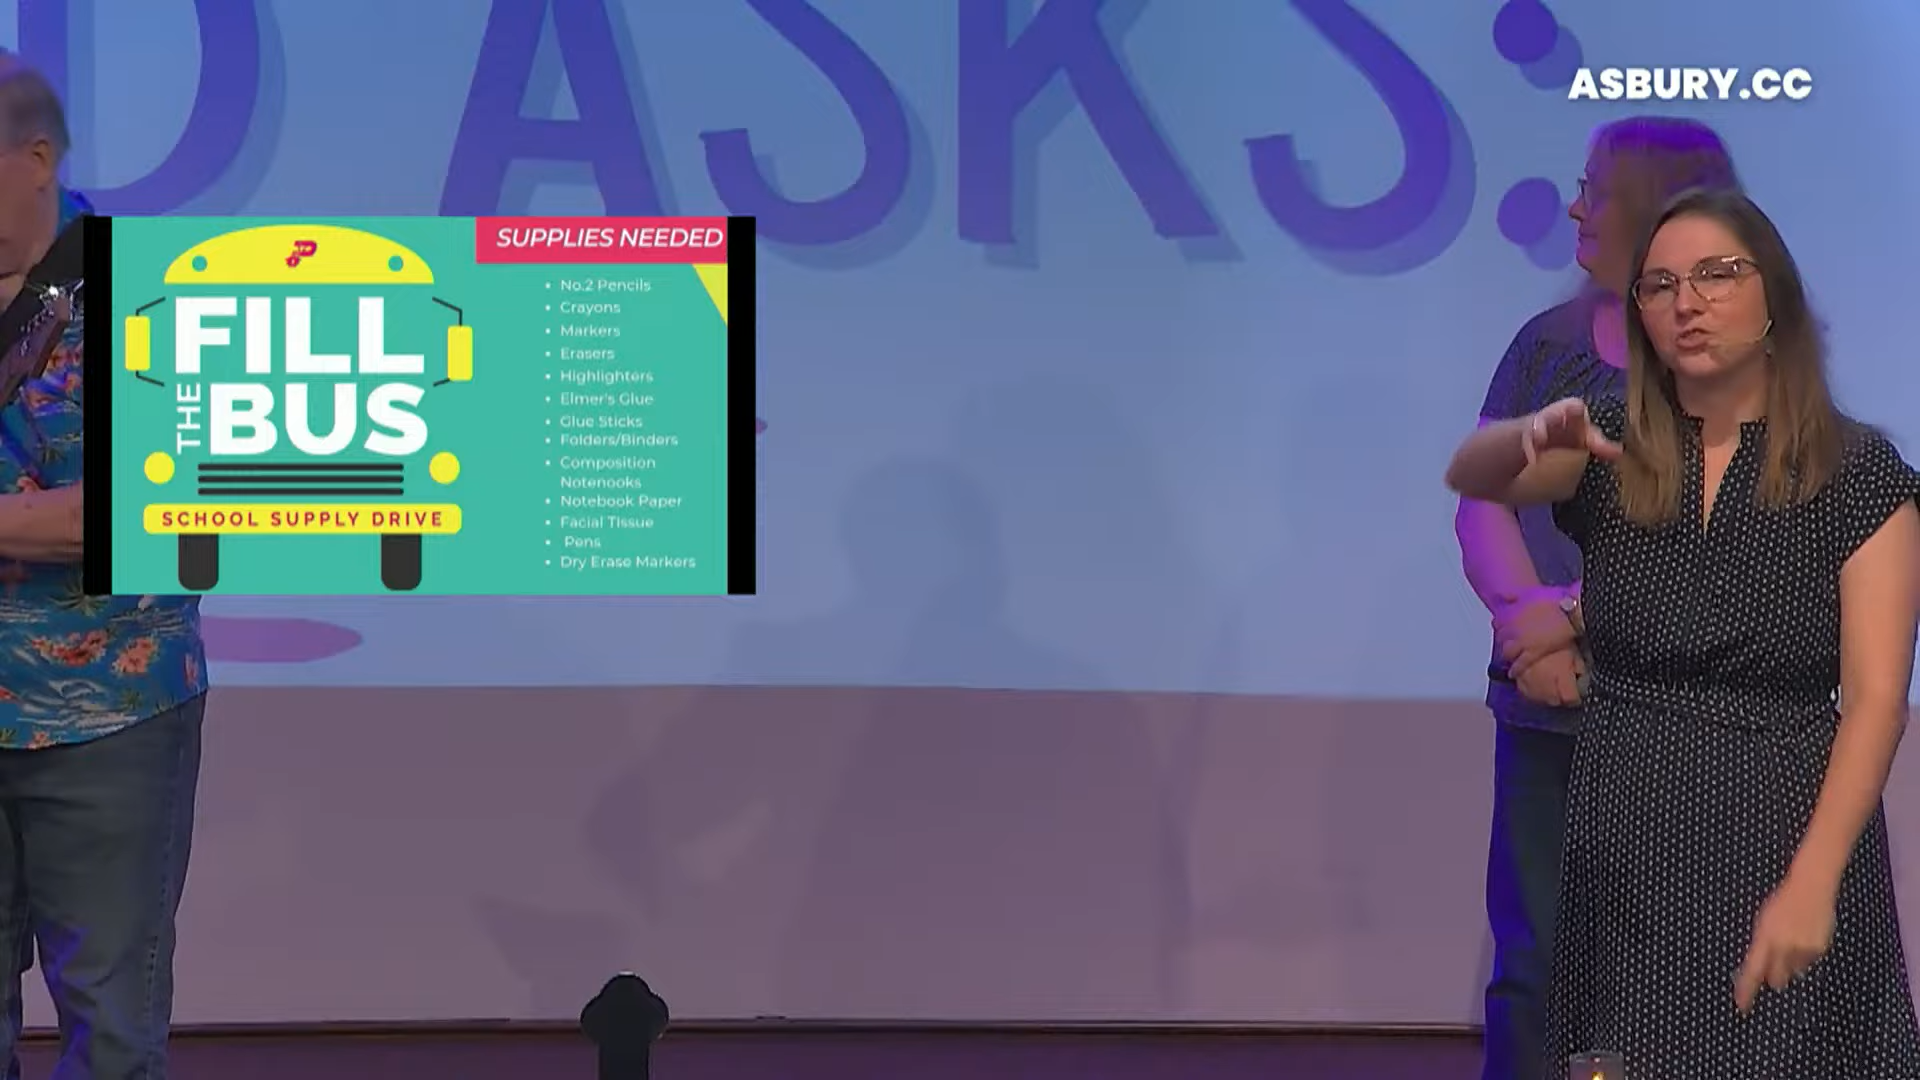 D ASKS:
ASBURY.CC
FILL
THE
BUS
SCHOOL SUPPLY DRIVE
SUPPLIES NEEDED
• No.2 Pencils
• Crayons
• Markers
• Erasers
• Highlighters
• Elmer's Glue
• Glue Sticks
• Folders/Binders
• Composition
Notenooks
• Notebook Paper
• Facial Tissue
• Pens
• Dry Erase Markers